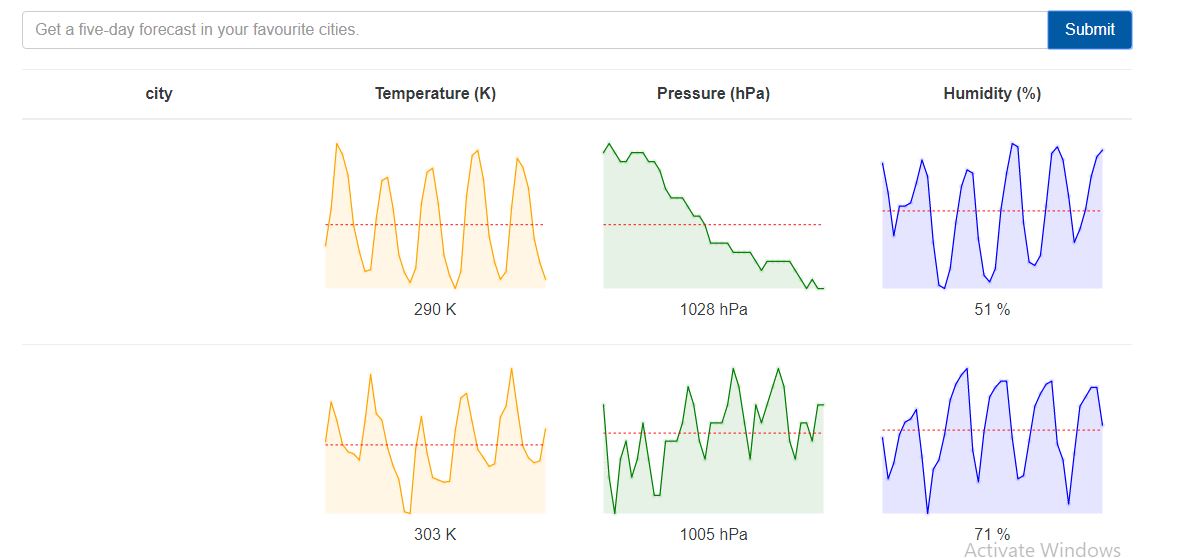 Get a five-day forecast in your favourite cities.
Submit
city Temperature (K) Pressure (hPa) Humidity (%)
290 K 1028 hPa 51 %
303 K 1005 hPa 71 %
Activate Windows